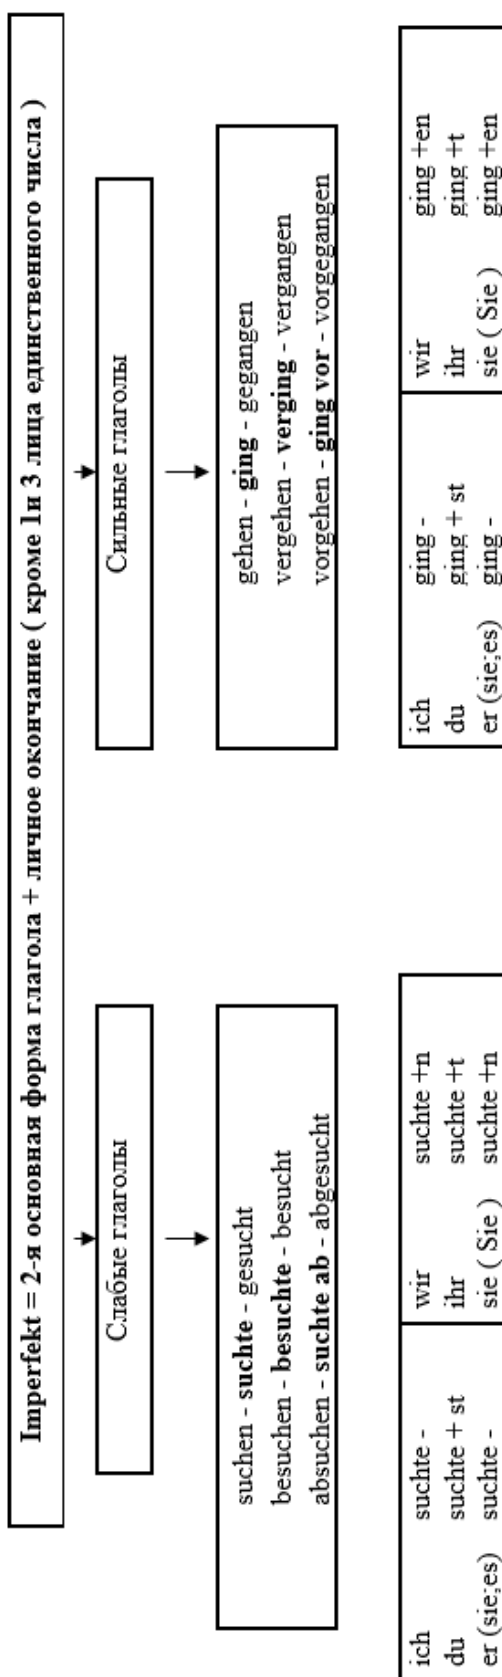 Imperfekt = 2-я основная форма глагола + личное окончание ( кроме 1и 3 лица единственного числа )
Слабые глаголы
Сильные глаголы
suchen - suchte - gesucht
besuchen - besuchte - besucht
absuchen - suchte ab - abgesucht
gehen - ging - gegangen
vergehen - verging - vergangen
vorgehen - ging vor - vorgegangen
ich suchte - wir suchte +n
du suchte + st ihr suchte +t
er (sie;es) suchte - sie ( Sie ) suchte +n
ich ging - wir ging +en
du ging + st ihr ging +t
er (sie;es) ging - sie ( Sie ) ging +en